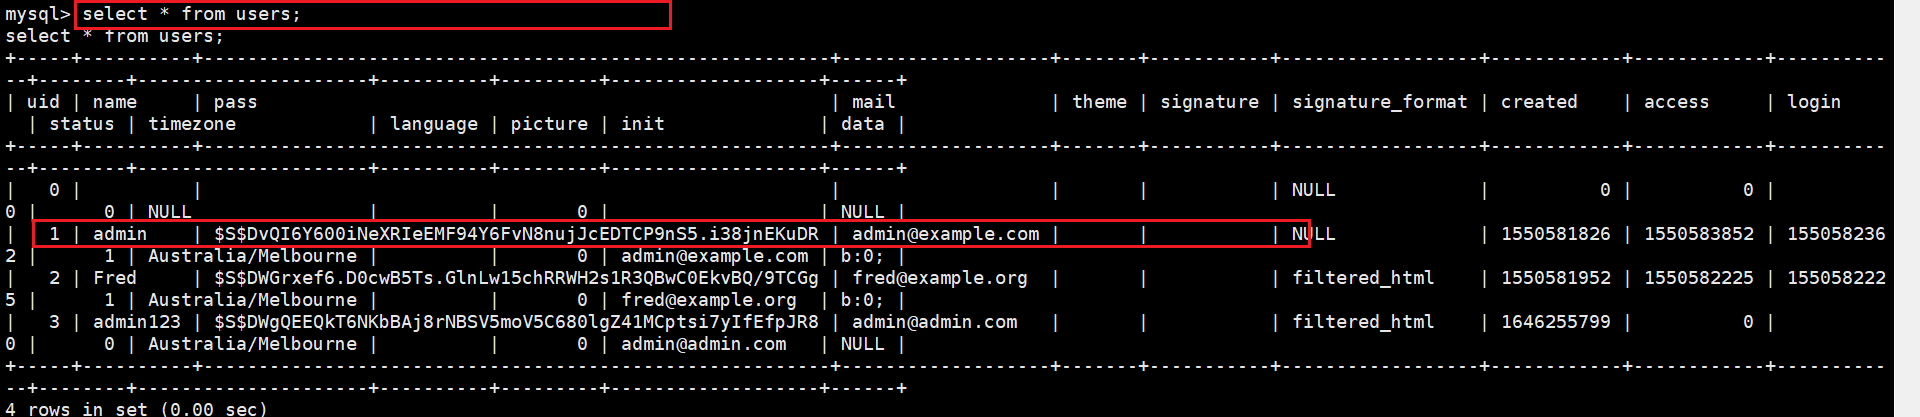 mysql> select * from users;
select * from users;
+-----+----------+---------------------------------------------------------+-------------------+-------+-----------+------------------+------------+------------+----------
--+--------+---------------------+----------+---------+-------------------+------+
| uid | name     | pass                                                    | mail              | theme | signature | signature_format | created    | access     | login
  | status | timezone            | language | picture | init              | data |
+-----+----------+---------------------------------------------------------+-------------------+-------+-----------+------------------+------------+------------+----------
--+--------+---------------------+----------+---------+-------------------+------+
|   0 |          |                                                         |                   |       |           | NULL             |          0 |          0 |
0 |      0 | NULL                |          |       0 |                   | NULL |
|   1 | admin    | $S$DvQI6Y600iNeXRIeEMF94Y6FvN8nujJcEDTCP9nS5.i38jnEKuDR | admin@example.com |       |           | NULL             | 1550581826 | 1550583852 | 155058236
2 |      1 | Australia/Melbourne |          |       0 | admin@example.com | b:0; |
|   2 | Fred     | $S$DWGrxef6.D0cwB5Ts.GlnLw15chRRWH2s1R3QBwC0EkvBQ/9TCGg | fred@example.org  |       |           | filtered_html    | 1550581952 | 1550582225 | 155058222
5 |      1 | Australia/Melbourne |          |       0 | fred@example.org  | b:0; |
|   3 | admin123 | $S$DWgQEEQkT6NKbBAj8rNBSV5moV5C680lgZ41MCptsi7yIfEfpJR8 | admin@admin.com   |       |           | filtered_html    | 1646255799 |          0 |
0 |      0 | Australia/Melbourne |          |       0 | admin@admin.com   | NULL |
+-----+----------+---------------------------------------------------------+-------------------+-------+-----------+------------------+------------+------------+----------
--+--------+---------------------+----------+---------+-------------------+------+
4 rows in set (0.00 sec)